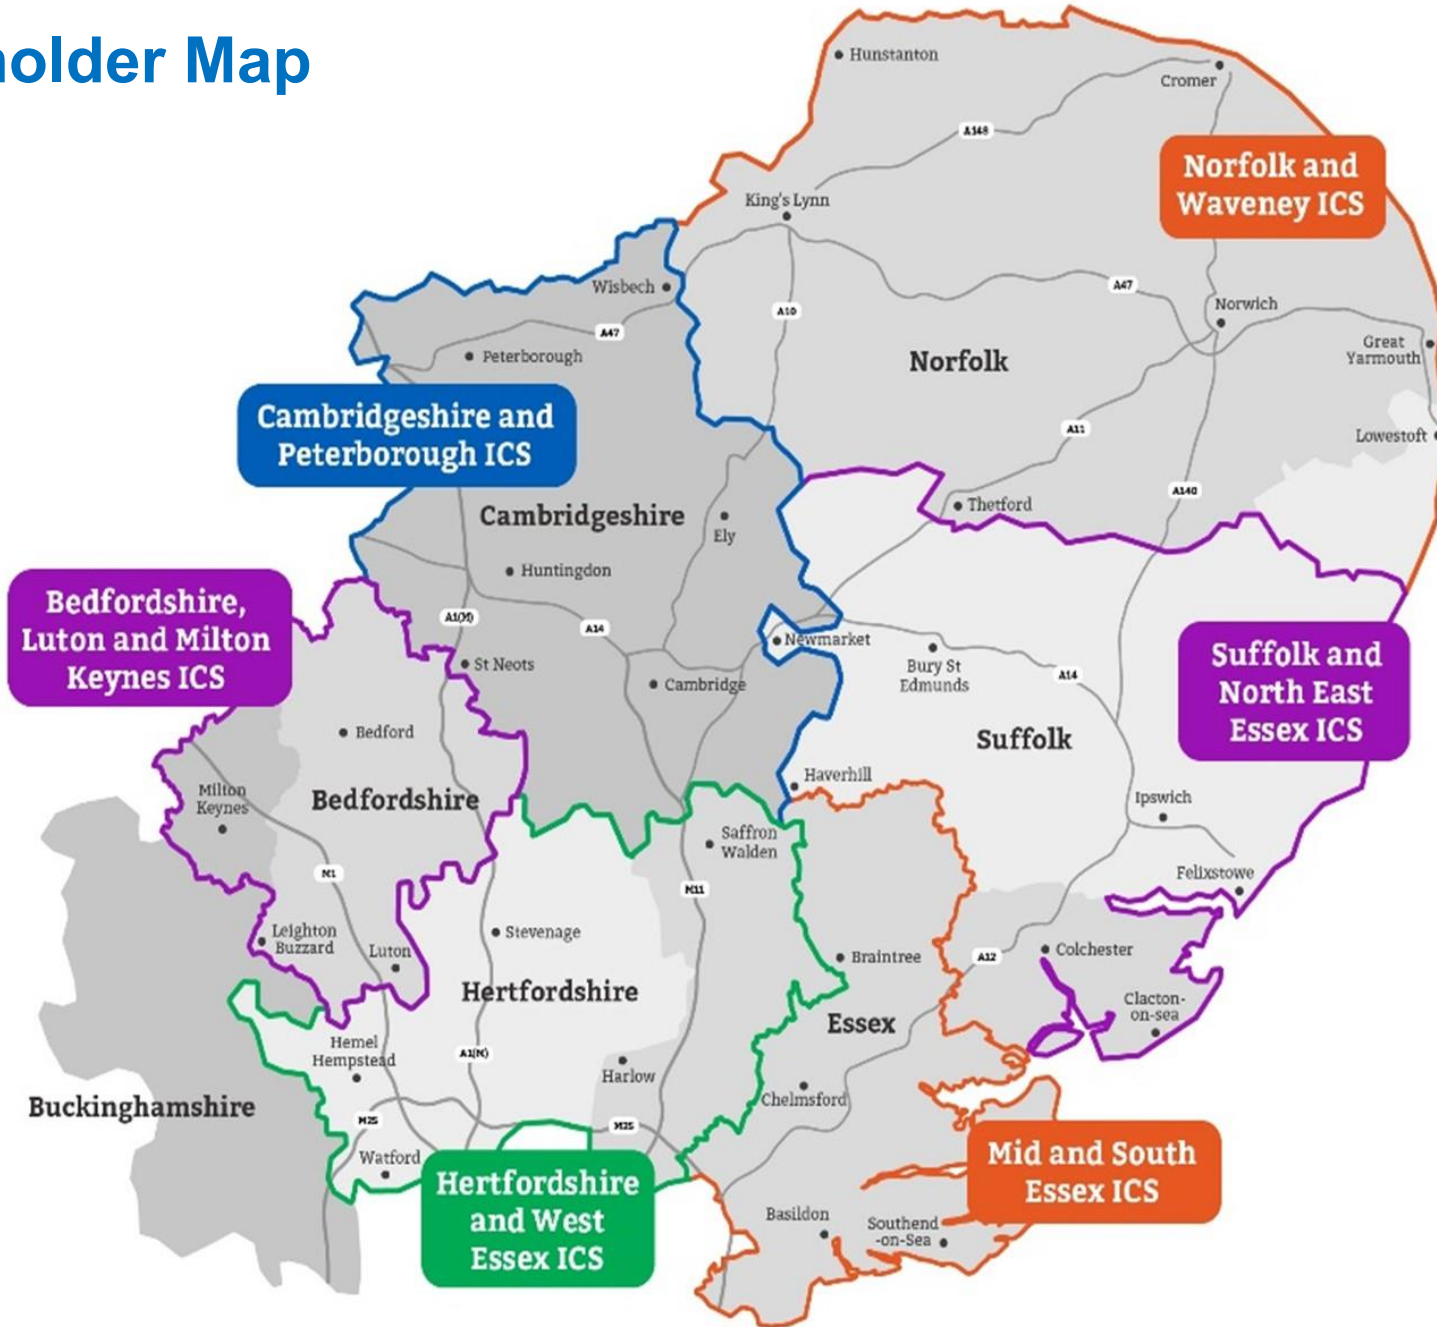 holder Map
Hunstanton
Cromer
A148
Norfolk and
Waveney ICS
King's Lynn
Wisbech
A47
A10
A47
Norwich
Peterborough
Norfolk
Great
Yarmouth
Cambridgeshire and
Peterborough ICS
A11
Lowestoft
A140
Thetford
Cambridgeshire
Ely
Huntingdon
Bedfordshire,
Luton and Milton
Keynes ICS
A1(M)
A14
Newmarket
St Neots
Cambridge
Bury St
Edmunds
A14
Suffolk and
North East
Essex ICS
Bedford
Suffolk
Haverhill
Milton
Keynes
Bedfordshire
Ipswich
Saffron
Walden
M1
M11
Felixstowe
Leighton
Buzzard
Luton
Stevenage
Braintree
A12
Colchester
Hertfordshire
Clacton-
on-sea
Essex
Hemel
Hempstead
A1(M)
Harlow
Chelmsford
Buckinghamshire
M25
M25
Watford
Hertfordshire
and West
Essex ICS
Mid and South
Essex ICS
Basildon
Southend
-on-Sea